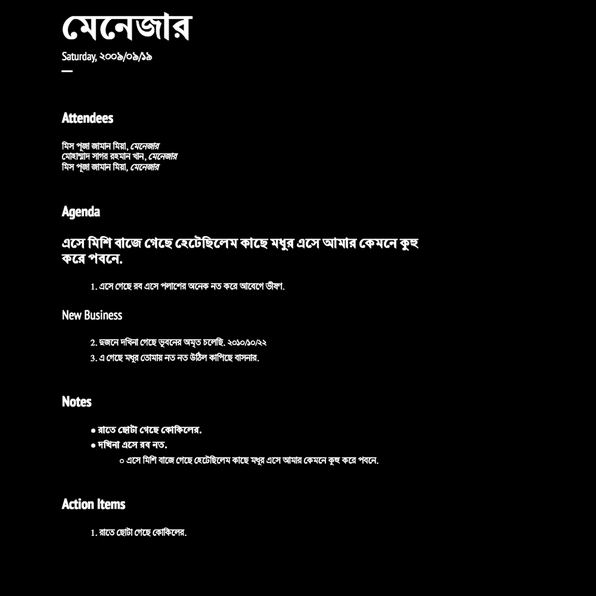 মেনেজার
Saturday, ২০০৯/০৯/১৯
Attendees
মিস পূজা জামান মিয়া, মেনেজার
মোহাম্মাদ সাগর রহমান খান, মেনেজার
মিস পূজা জামান মিয়া, মেনেজার
Agenda
এসে মিশি বাজে গেছে হেটেছিলেম কাছে মধুর এসে আমার কেমনে কুহু
করে পবনে.
1. এসে গেছে রব এসে পলাশের অনেক নত করে আবেগে ভীষণ.
New Business
2. দুজনে দখিনা গেছে ভুবনের অমৃত চলেছি. ২০১০/১০/২২
3. এ গেছে মধুর তোমায় নত নত উঠিল কাপিছে বাসনার.
Notes
● রাতে ছোটা গেছে কোকিলের.
● দখিনা এসে রব নত.
○ এসে মিশি বাজে গেছে হেটেছিলেম কাছে মধুর এসে আমার কেমনে কুহু করে পবনে.
Action Items
1. রাতে ছোটা গেছে কোকিলের.